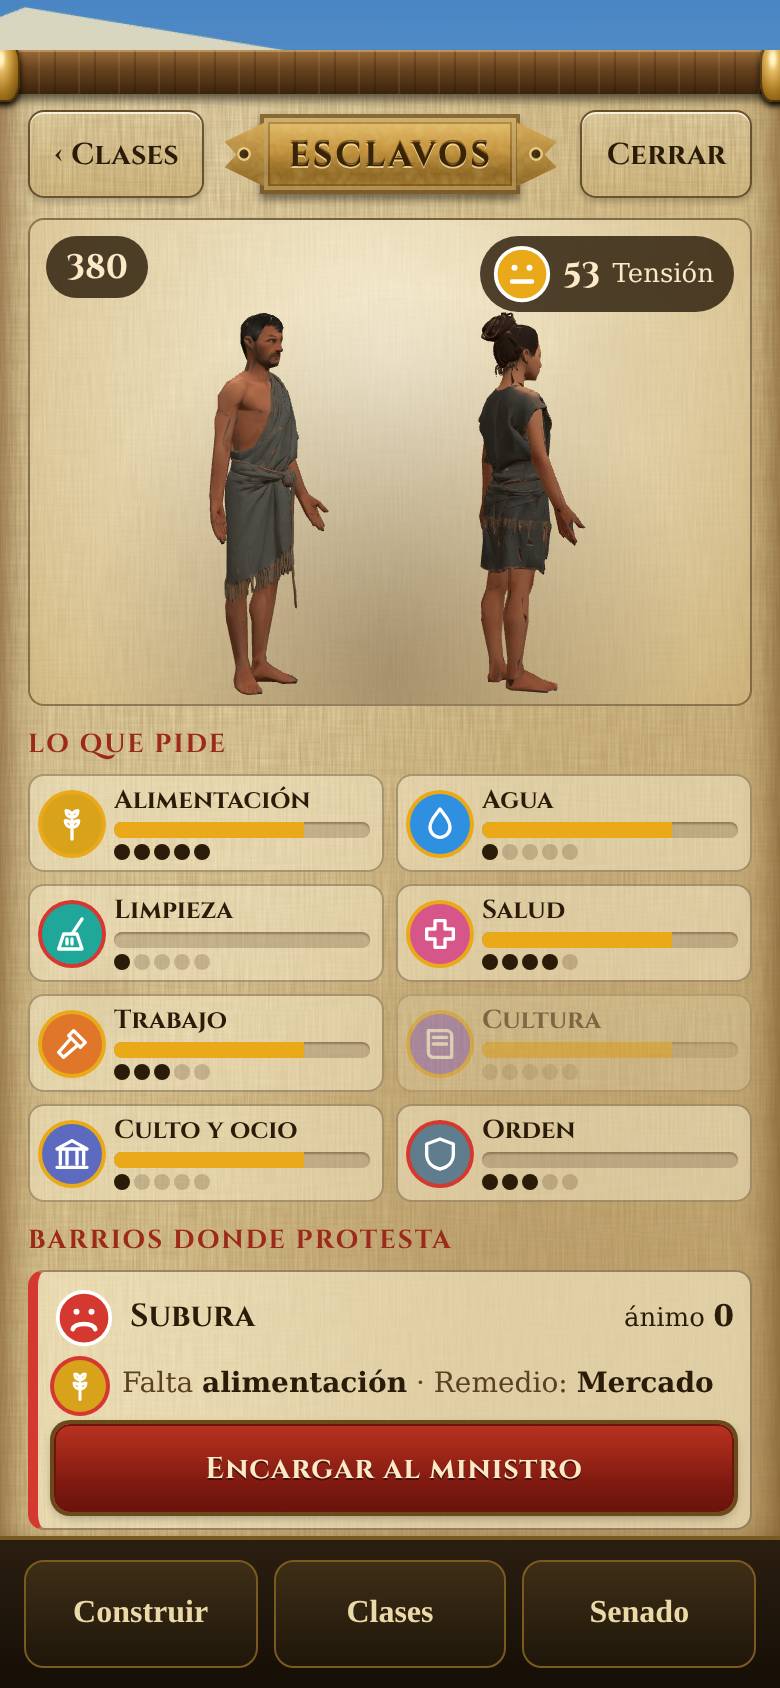 ‹ Clases
ESCLAVOS
Cerrar
380
53 Tensión
LO QUE PIDE
Alimentación
Agua
Limpieza
Salud
Trabajo
Cultura
Culto y ocio
Orden
BARRIOS DONDE PROTESTA
Subura
ánimo 0
Falta alimentación · Remedio: Mercado
Encargar al ministro
Construir
Clases
Senado